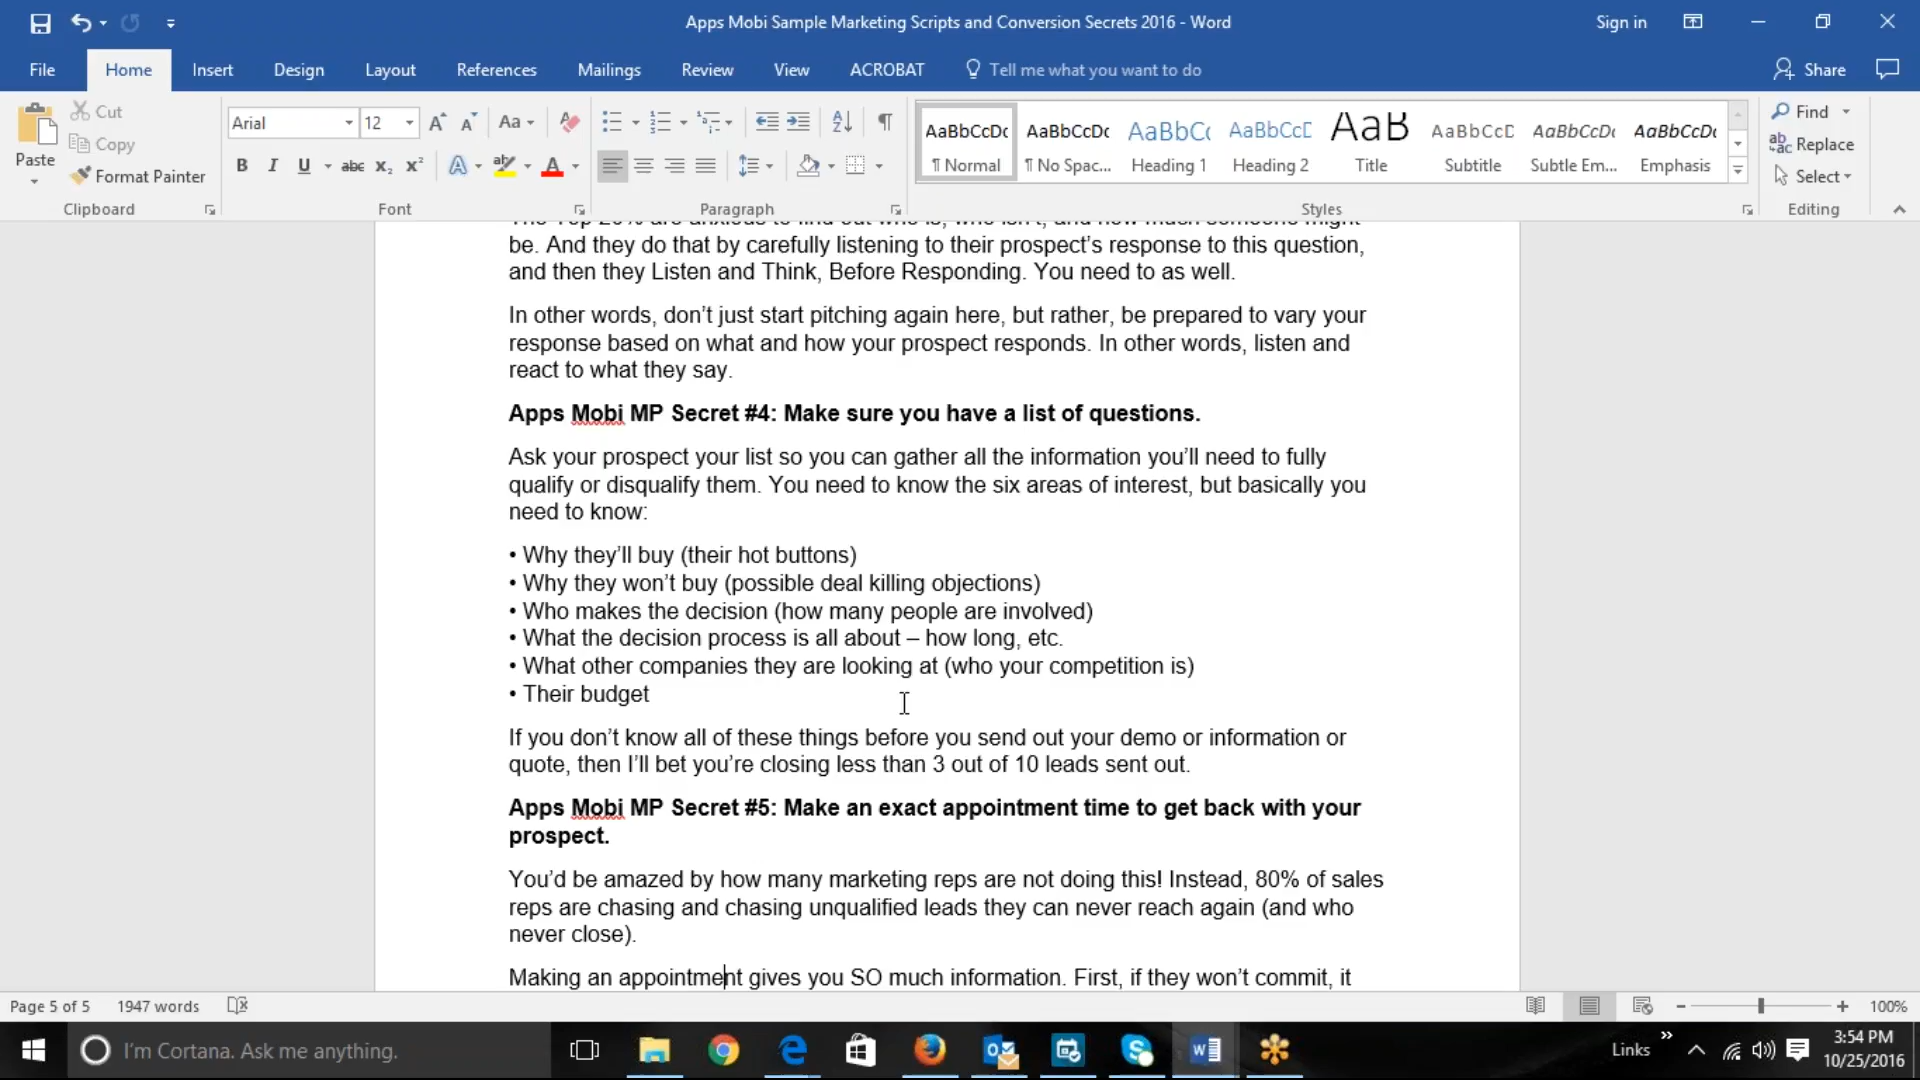 Apps Mobi Sample Marketing Scripts and Conversion Secrets 2016 - Word
Sign in
File Home Insert Design Layout References Mailings Review View ACROBAT Tell me what you want to do Share
Paste
Cut
Copy
Format Painter
Clipboard
Arial 12
Font
Paragraph
AaBbCcDc AaBbCcDc AaBbCc AaBbCcD AaB AaBbCcD AaBbCcDc AaBbCcDc
¶ Normal ¶ No Spac... Heading 1 Heading 2 Title Subtitle Subtle Em... Emphasis
Styles
Find
Replace
Select
Editing
be. And they do that by carefully listening to their prospect’s response to this question,
and then they Listen and Think, Before Responding. You need to as well.
In other words, don’t just start pitching again here, but rather, be prepared to vary your
response based on what and how your prospect responds. In other words, listen and
react to what they say.
Apps Mobi MP Secret #4: Make sure you have a list of questions.
Ask your prospect your list so you can gather all the information you’ll need to fully
qualify or disqualify them. You need to know the six areas of interest, but basically you
need to know:
• Why they’ll buy (their hot buttons)
• Why they won’t buy (possible deal killing objections)
• Who makes the decision (how many people are involved)
• What the decision process is all about – how long, etc.
• What other companies they are looking at (who your competition is)
• Their budget
If you don’t know all of these things before you send out your demo or information or
quote, then I’ll bet you’re closing less than 3 out of 10 leads sent out.
Apps Mobi MP Secret #5: Make an exact appointment time to get back with your
prospect.
You’d be amazed by how many marketing reps are not doing this! Instead, 80% of sales
reps are chasing and chasing unqualified leads they can never reach again (and who
never close).
Making an appointment gives you SO much information. First, if they won’t commit, it
Page 5 of 5 1947 words 100%
I’m Cortana. Ask me anything.
Links
3:54 PM
10/25/2016